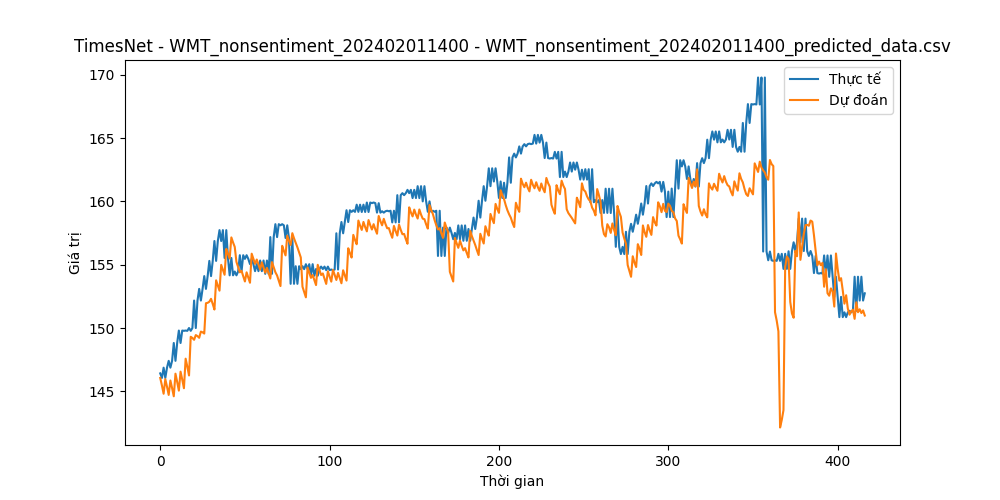 TimesNet - WMT_nonsentiment_202402011400 - WMT_nonsentiment_202402011400_predicted_data.csv
Thực tế
Dự đoán
Giá trị
170
165
160
155
150
145
0
100
200
300
400
Thời gian